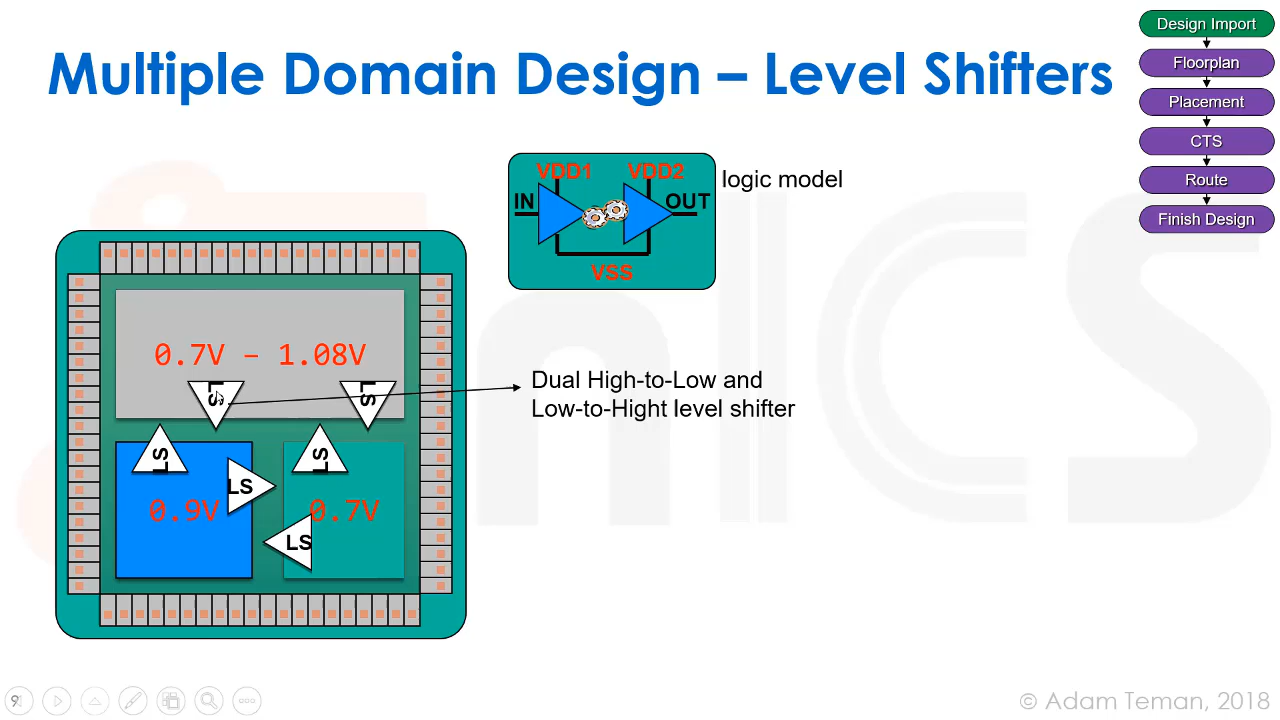 Multiple Domain Design – Level Shifters
Design Import
Floorplan
Placement
CTS
Route
Finish Design
VDD1
VDD2
IN
OUT
VSS
logic model
0.7V – 1.08V
LS
LS
Dual High-to-Low and
Low-to-Hight level shifter
LS
LS
LS
0.9V
0.7V
LS
9
© Adam Teman, 2018